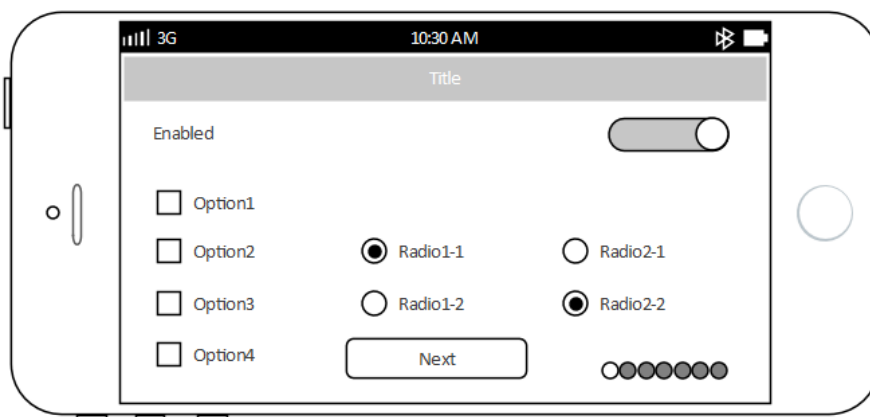 3G 10:30 AM
Title
Enabled
Option1
Option2 Radio1-1 Radio2-1
Option3 Radio1-2 Radio2-2
Option4 Next